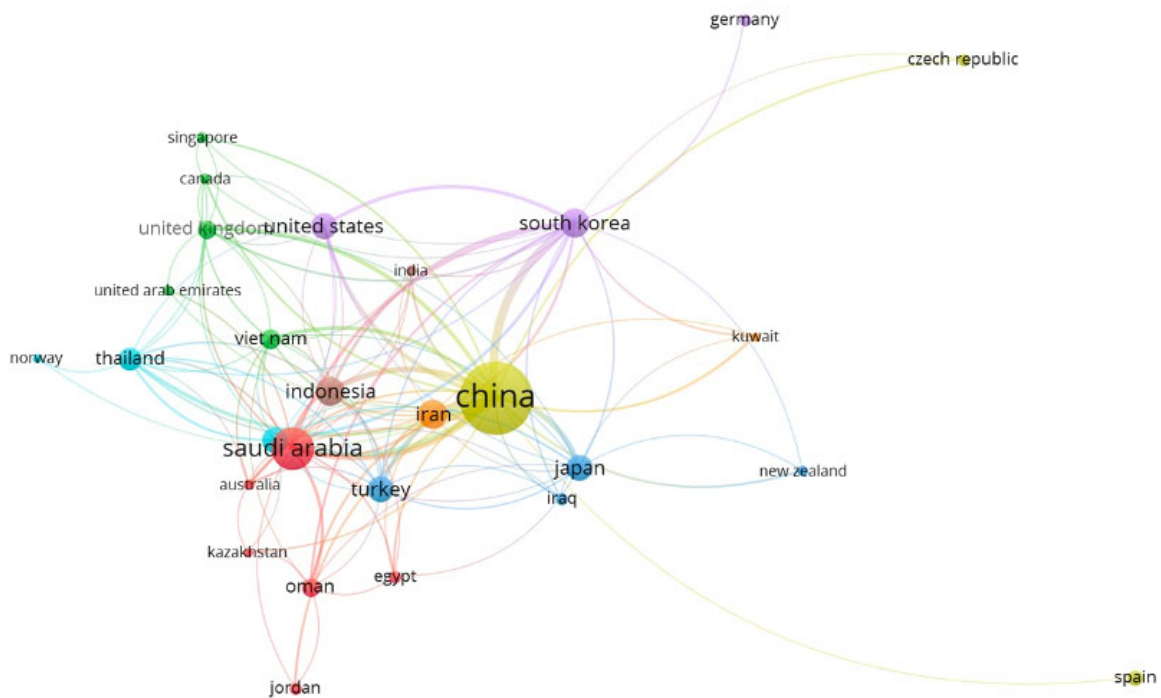 germany
czech republic
singapore
canada
united kingdom
united states
south korea
india
united arab emirates
viet nam
kuwait
norway
thailand
indonesia
china
iran
saudi arabia
japan
new zealand
australia
turkey
iraq
kazakhstan
oman
egypt
jordan
spain